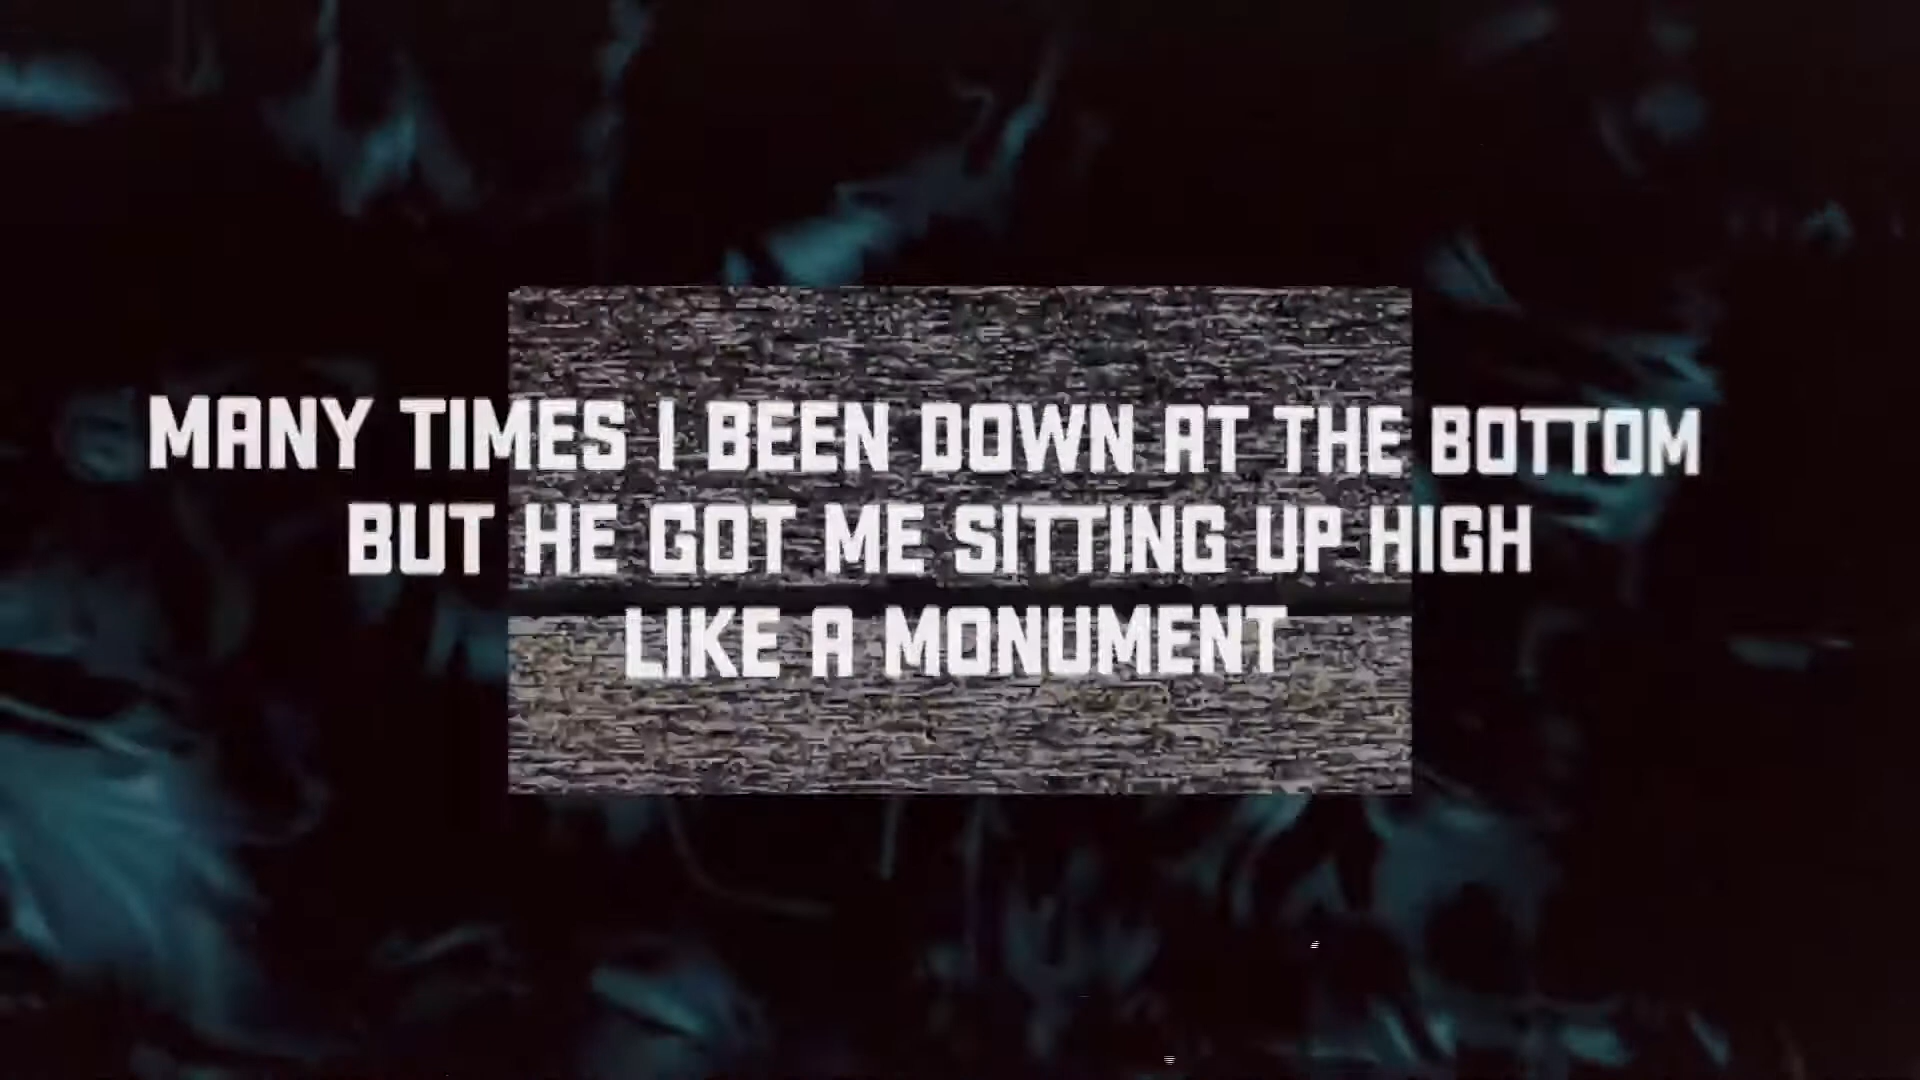 MANY TIMES I BEEN DOWN AT THE BOTTOM
BUT HE GOT ME SITTING UP HIGH
LIKE A MONUMENT